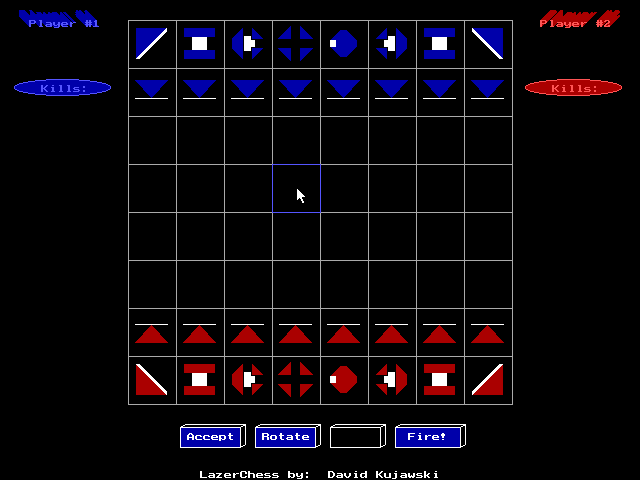 Player #1
Player #2
Kills:
Kills:
Accept
Rotate
Fire!
LazerChess by: David Kujawski